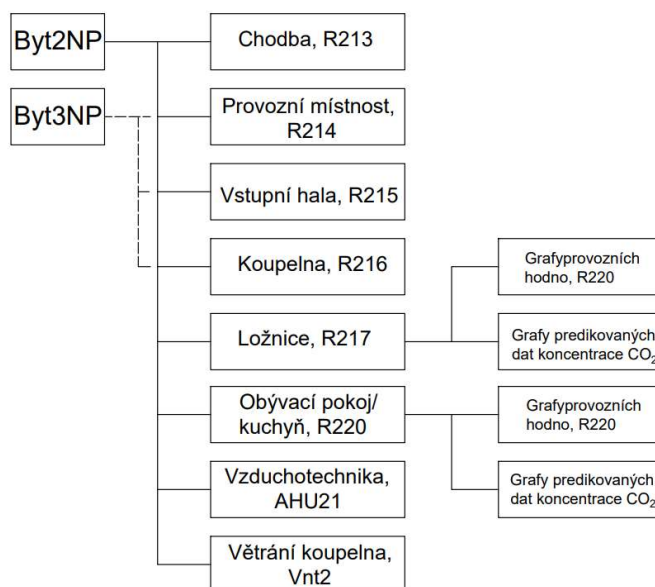 Byt2NP
Byt3NP
Chodba, R213
Provozní místnost,
R214
Vstupní hala, R215
Koupelna, R216
Ložnice, R217
Grafyprovozních
hodno, R220
Grafy predikovaných
dat koncentrace CO₂
Obývací pokoj/
kuchyň, R220
Grafyprovozních
hodno, R220
Grafy predikovaných
dat koncentrace CO₂
Vzduchotechnika,
AHU21
Větrání koupelna,
Vnt2